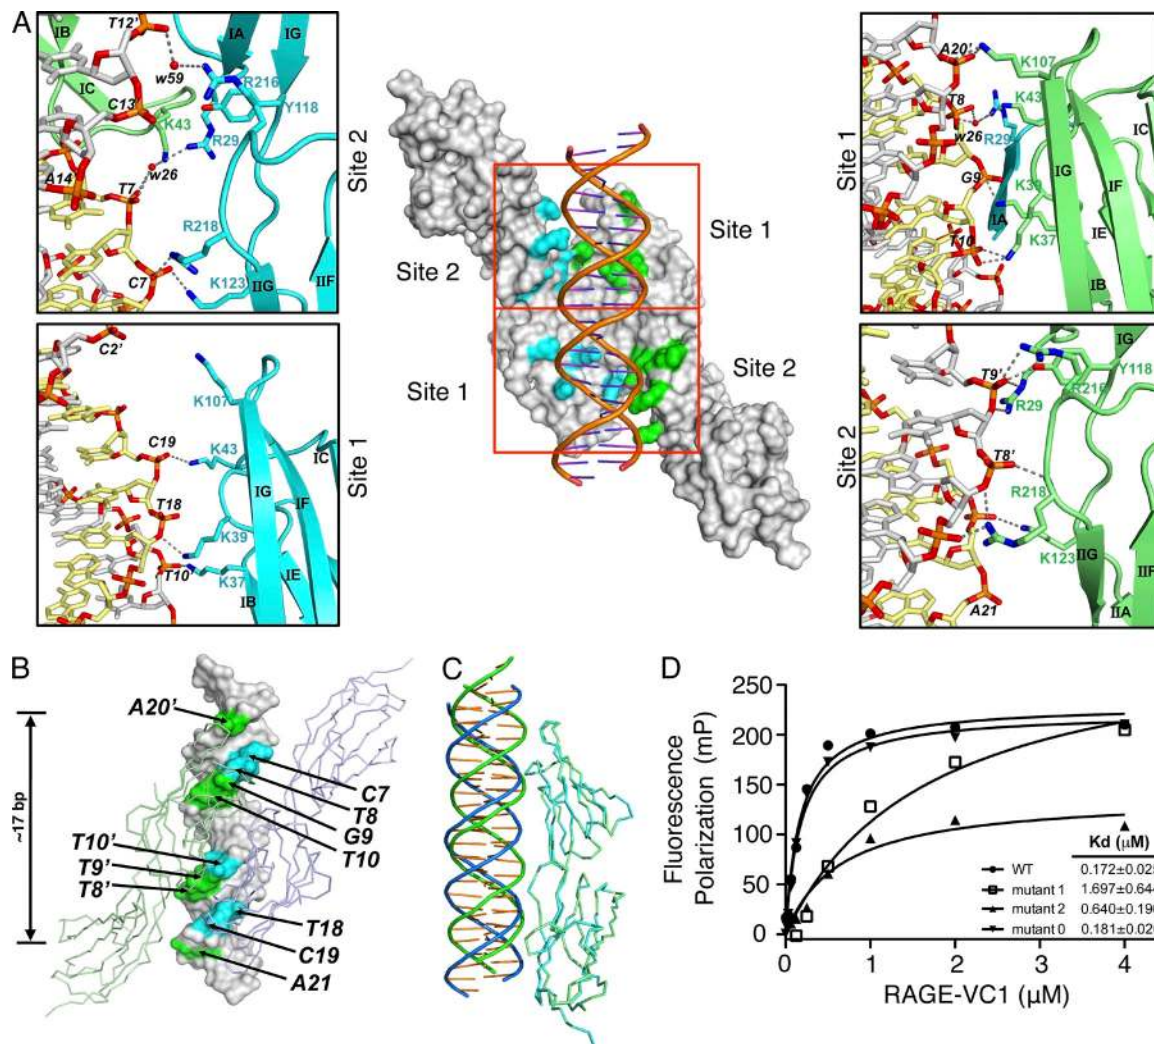 A
T12'
IB
IA
IG
w59
R216
IC
C13
Y118
K43
R29
w26
A14
T7
R218
C7
K123
IIG
IIF
Site 2
C2'
K107
C19
K43
IC
IG
IF
T18
K39
T10'
K37
IE
IB
Site 1
Site 1
Site 2
Site 1
Site 2
Site 1
A20'
K107
T8
K43
w26
R29
IC
G9
IG
K39
IF
IA
T10
K37
IE
IB
Site 2
IG
T9'
Y118
R216
R29
T8'
R218
K123
IIG
IIF
A21
IIA
B
A20'
~17 bp
C7
T8
G9
T10
T10'
T9'
T8'
T18
C19
A21
C
D
Fluorescence
Polarization (mP)
250
200
150
100
50
0
0 1 2 3 4
RAGE-VC1 (µM)
Kd (µM)
WT 0.172±0.025
mutant 1 1.697±0.644
mutant 2 0.640±0.190
mutant 0 0.181±0.020